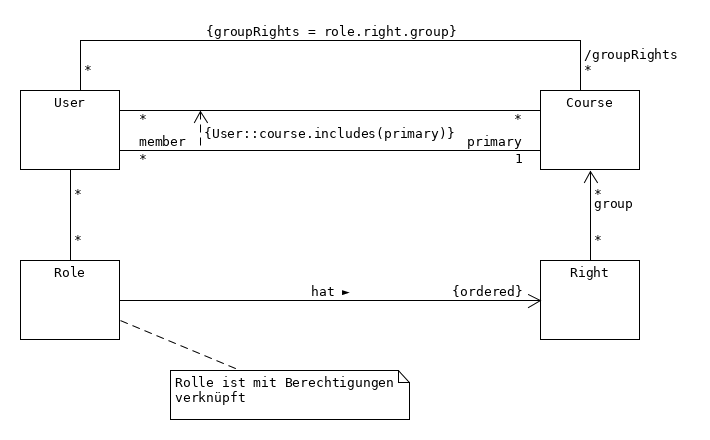 {groupRights = role.right.group}
/groupRights
*
*
User
Course
*
*
{User::course.includes(primary)}
member
primary
*
1
*
*
group
*
*
Role
Right
hat ►
{ordered}
Rolle ist mit Berechtigungen
verknüpft